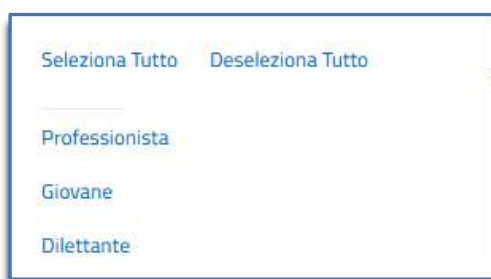 Seleziona Tutto Deseleziona Tutto
Professionista
Giovane
Dilettante